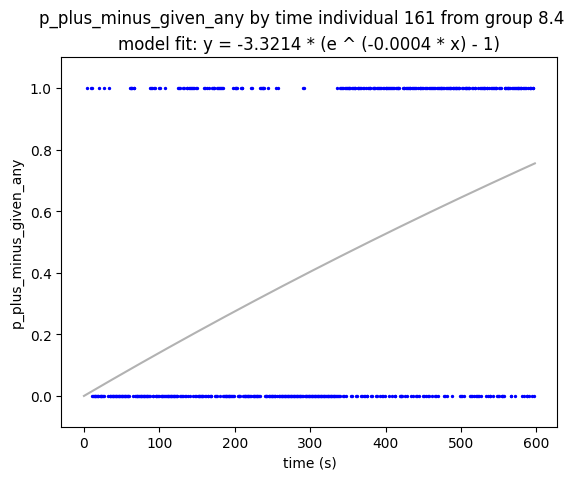 p_plus_minus_given_any by time individual 161 from group 8.4
model fit: y = -3.3214 * (e ^ (-0.0004 * x) - 1)
1.0
0.8
0.6
0.4
0.2
0.0
p_plus_minus_given_any
0 100 200 300 400 500 600
time (s)